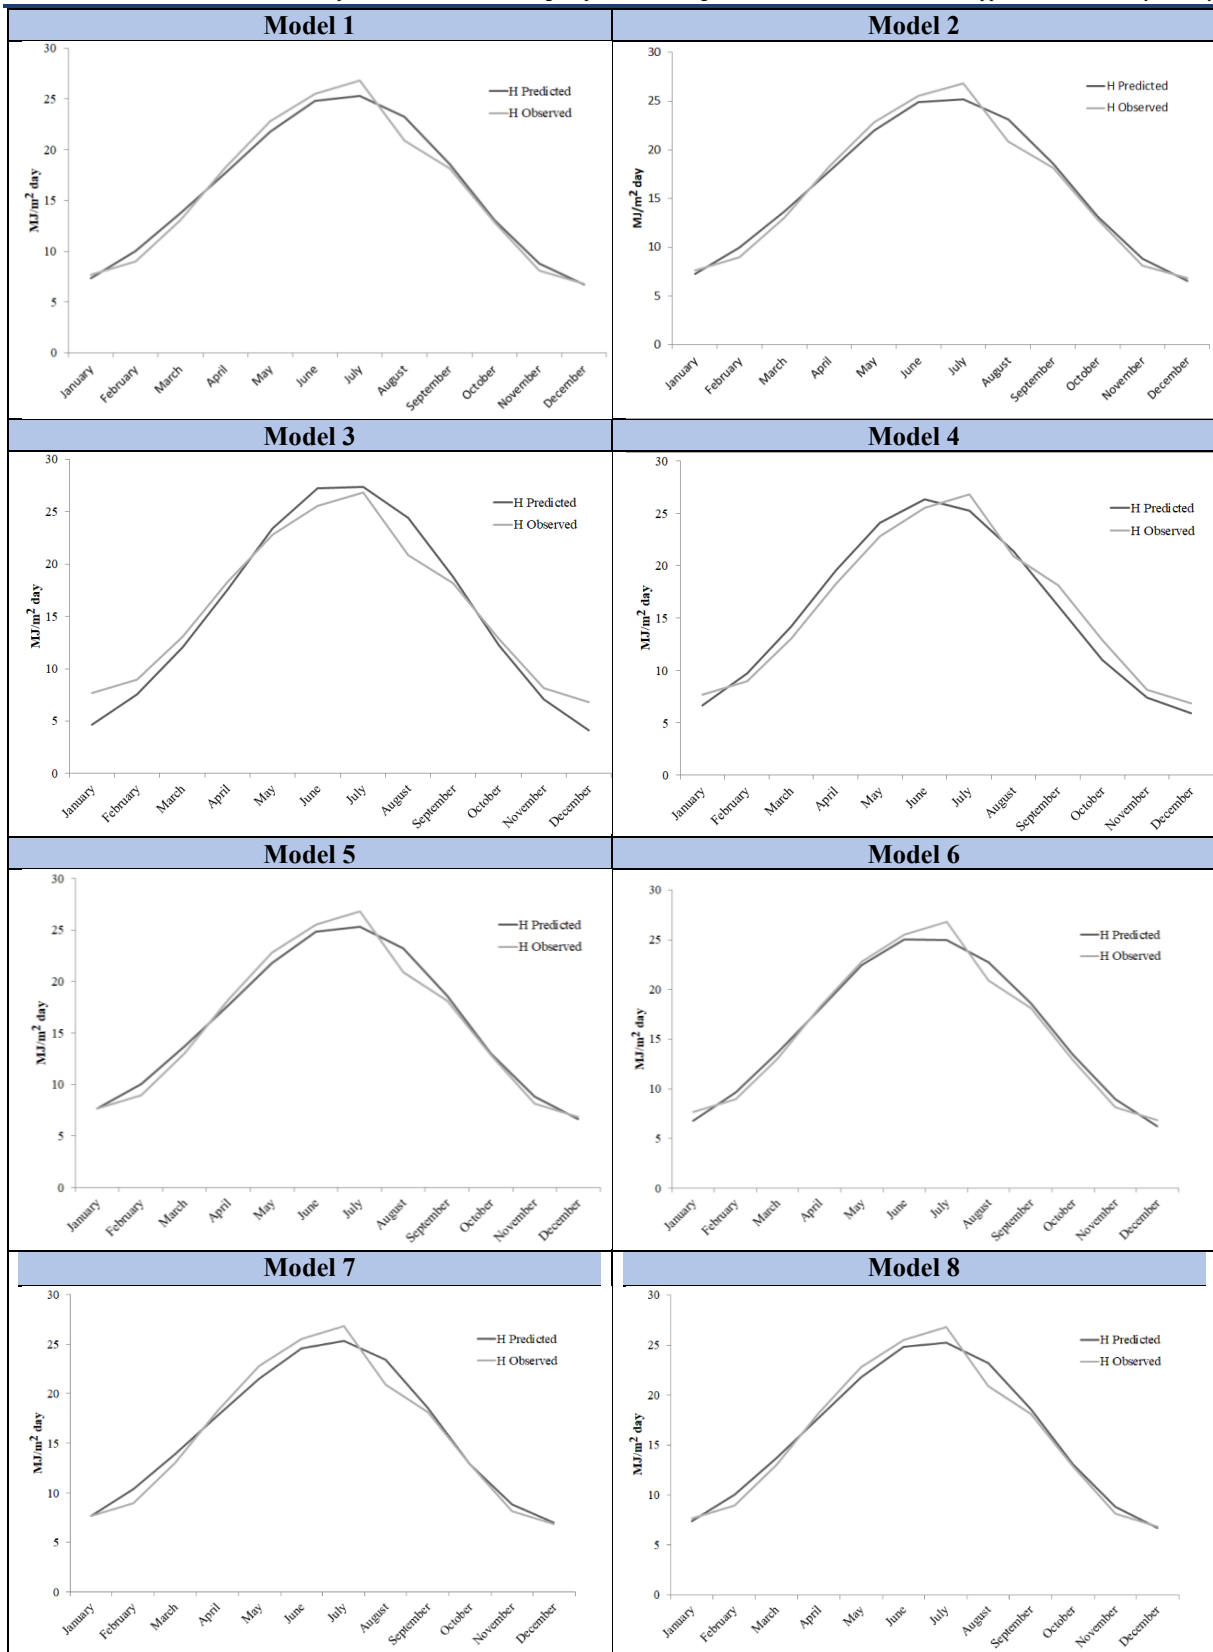 Model 1
Model 2
30
25
20
15
10
5
0
MJ/m² day
H Predicted
H Observed
January
February
March
April
May
June
July
August
September
October
November
December
30
25
20
15
10
5
0
MJ/m² day
H Predicted
H Observed
January
February
March
April
May
June
July
August
September
October
November
December
Model 3
Model 4
30
25
20
15
10
5
0
MJ/m² day
H Predicted
H Observed
January
February
March
April
May
June
July
August
September
October
November
December
30
25
20
15
10
5
0
MJ/m² day
H Predicted
H Observed
January
February
March
April
May
June
July
August
September
October
November
December
Model 5
Model 6
30
25
20
15
10
5
0
MJ/m² day
H Predicted
H Observed
January
February
March
April
May
June
July
August
September
October
November
December
30
25
20
15
10
5
0
MJ/m² day
H Predicted
H Observed
January
February
March
April
May
June
July
August
September
October
November
December
Model 7
Model 8
30
25
20
15
10
5
0
MJ/m² day
H Predicted
H Observed
January
February
March
April
May
June
July
August
September
October
November
December
30
25
20
15
10
5
0
MJ/m² day
H Predicted
H Observed
January
February
March
April
May
June
July
August
September
October
November
December